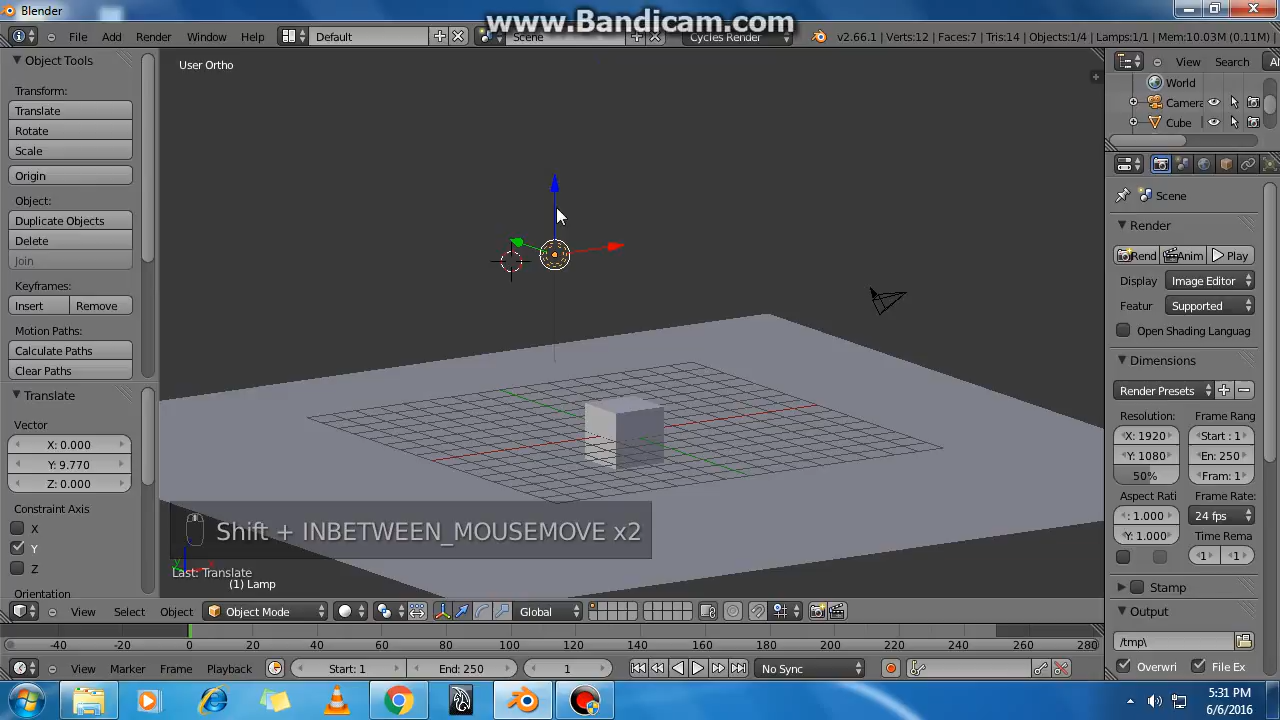 Blender
www.Bandicam.com
File Add Render Window Help Default Scene Cycles Render v2.66.1 | Verts:12 | Faces:7 | Tris:14 | Objects:1/4 | Lamps:1/1 | Mem:10.03M (0.11M) |
Object Tools
User Ortho
View Search Al
World
Camera
Cube
Transform:
Translate
Rotate
Scale
Origin
Object:
Duplicate Objects
Delete
Join
Keyframes:
Insert Remove
Motion Paths:
Calculate Paths
Clear Paths
Translate
Vector
X: 0.000
Y: 9.770
Z: 0.000
Constraint Axis
X
Y
Z
Orientation
Shift + INBETWEEN_MOUSEMOVE x2
Last: Translate
(1) Lamp
Scene
Render
Rend Anim Play
Display Image Editor
Featur Supported
Open Shading Languag
Dimensions
Render Presets
Resolution: Frame Rang
X: 1920 Start : 1
Y: 1080 En: 250
50% Fram: 1
Aspect Rati Frame Rate:
: 1.000 24 fps
Y: 1.000 Time Rema
1 1
Stamp
Output
/tmp\
Overwri File Ex
View Select Object Object Mode Global
-40 -20 0 20 40 60 80 100 120 140 160 180 200 220 240 260 280
View Marker Frame Playback Start: 1 End: 250 1 No Sync
5:31 PM
6/6/2016